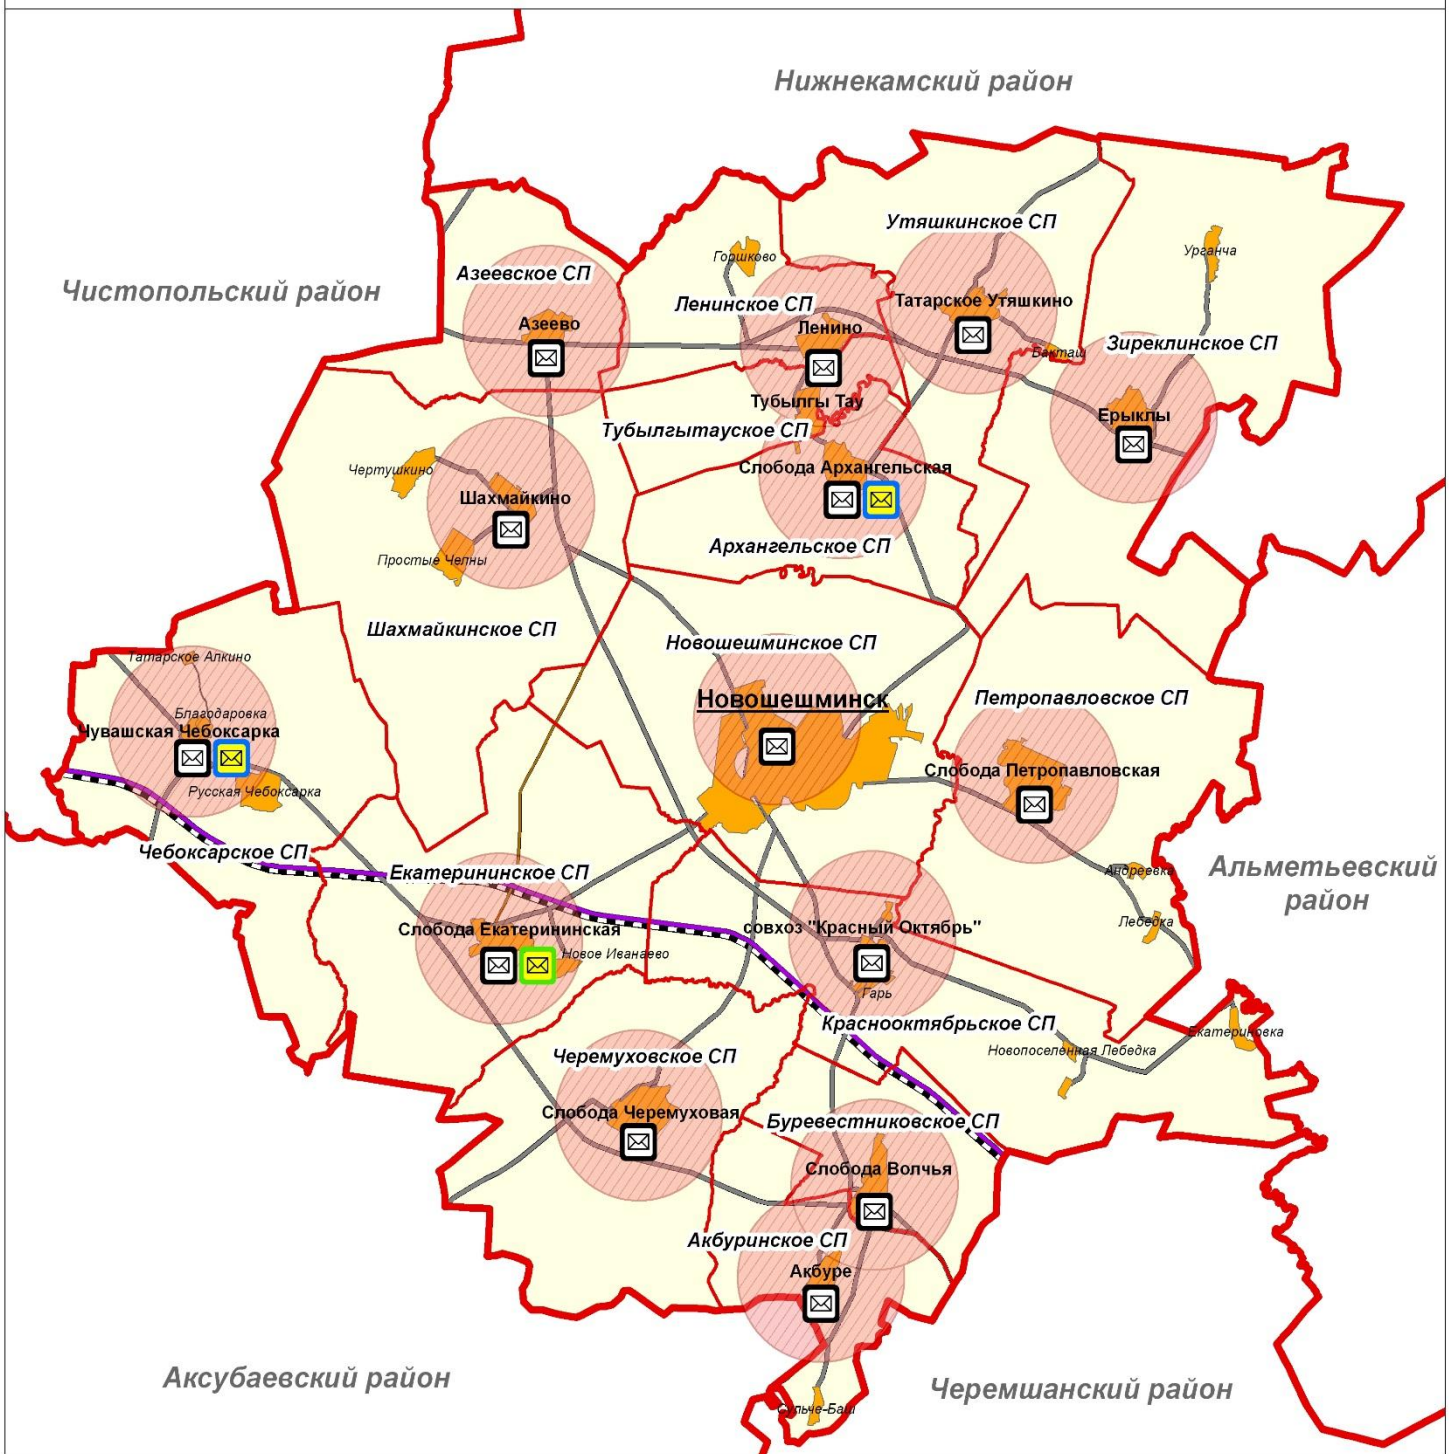 Нижнекамский район
Утяшкинское СП
Горшково
Урганча
Азеевское СП
Чистопольский район
Ленинское СП
Татарское Утяшкино
Азеево
Ленино
Бакташ
Зиреклинское СП
Тубылгы Тау
Ерыклы
Тубылгытауское СП
Чертушкино
Слобода Архангельская
Шахмайкино
Архангельское СП
Простые Челны
Шахмайкинское СП
Новошешминское СП
Татарское Алкино
Новошешминск
Петропавловское СП
Благодаровка
Чувашская Чебоксарка
Слобода Петропавловская
Русская Чебоксарка
Чебоксарское СП
Екатерининское СП
Андреевка
Альметьевский
район
Лебедка
Слобода Екатерининская
совхоз "Красный Октябрь"
Новое Иванаево
Гарь
Краснооктябрьское СП
Екатериновка
Новопоселенная Лебедка
Черемуховское СП
Слобода Черемуховая
Буревестниковское СП
Слобода Волчья
Акбуринское СП
Акбуре
Аксубаевский район
Черемшанский район
Сульче-Баш